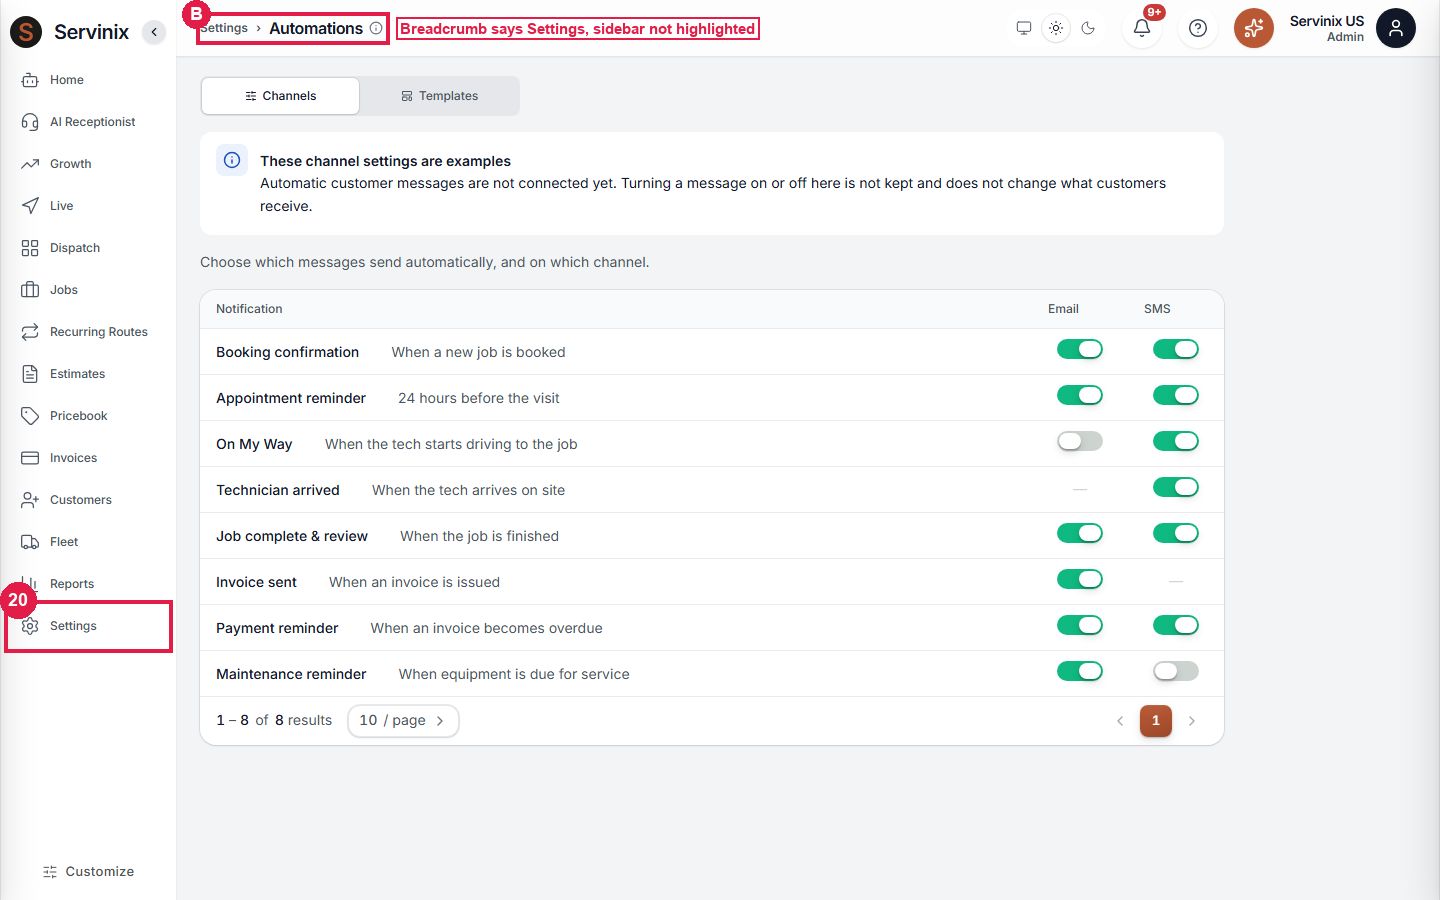 B
Servinix
Settings > Automations
Breadcrumb says Settings, sidebar not highlighted
9+
Servinix US
Admin
Home
AI Receptionist
Growth
Live
Dispatch
Jobs
Recurring Routes
Estimates
Pricebook
Invoices
Customers
Fleet
Reports
20
Settings
Customize
Channels
Templates
These channel settings are examples
Automatic customer messages are not connected yet. Turning a message on or off here is not kept and does not change what customers
receive.
Choose which messages send automatically, and on which channel.
Notification Email SMS
Booking confirmation When a new job is booked
Appointment reminder 24 hours before the visit
On My Way When the tech starts driving to the job
Technician arrived When the tech arrives on site —
Job complete & review When the job is finished
Invoice sent When an invoice is issued —
Payment reminder When an invoice becomes overdue
Maintenance reminder When equipment is due for service
1 – 8 of 8 results 10 / page > < 1 >